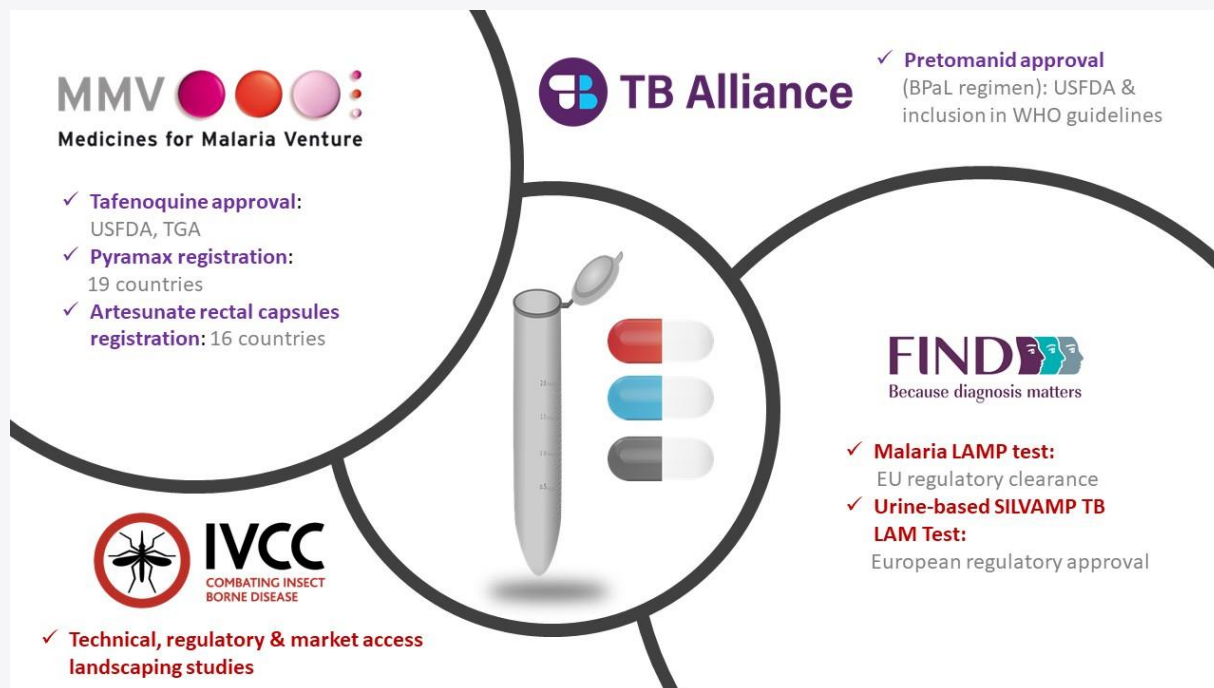 MMV
Medicines for Malaria Venture
✓ Tafenoquine approval:
USFDA, TGA
✓ Pyramax registration:
19 countries
✓ Artesunate rectal capsules
registration: 16 countries
TB Alliance
✓ Pretomanid approval
(BPaL regimen): USFDA &
inclusion in WHO guidelines
FIND
Because diagnosis matters
✓ Malaria LAMP test:
EU regulatory clearance
✓ Urine-based SILVAMP TB
LAM Test:
European regulatory approval
IVCC
COMBATING INSECT
BORNE DISEASE
✓ Technical, regulatory & market access
landscaping studies